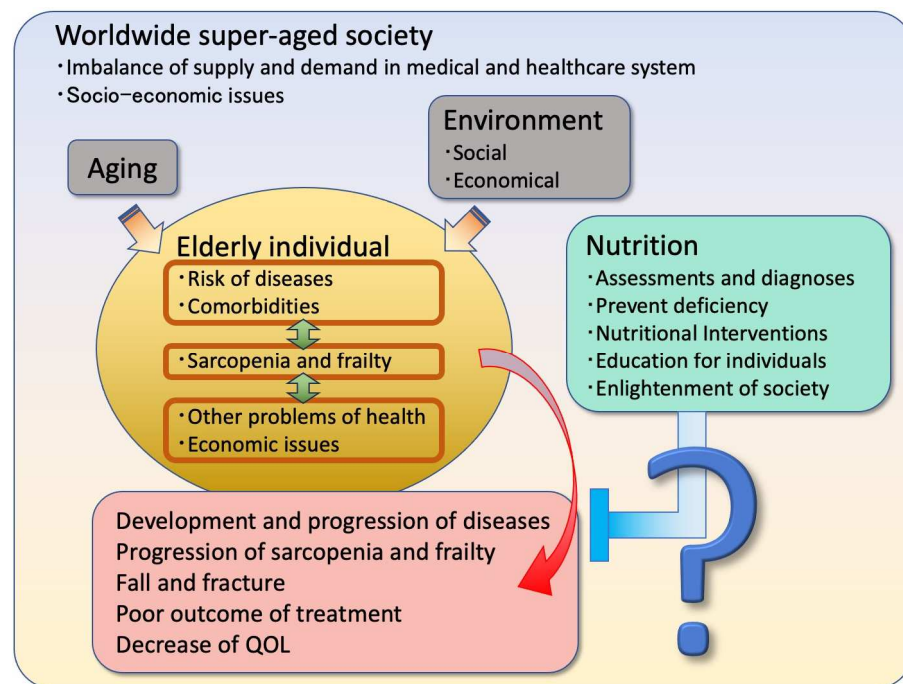 Worldwide super-aged society
・Imbalance of supply and demand in medical and healthcare system
・Socio-economic issues
Aging
Environment
・Social
・Economical
Elderly individual
・Risk of diseases
・Comorbidities
・Sarcopenia and frailty
・Other problems of health
・Economic issues
Nutrition
・Assessments and diagnoses
・Prevent deficiency
・Nutritional Interventions
・Education for individuals
・Enlightenment of society
?
Development and progression of diseases
Progression of sarcopenia and frailty
Fall and fracture
Poor outcome of treatment
Decrease of QOL